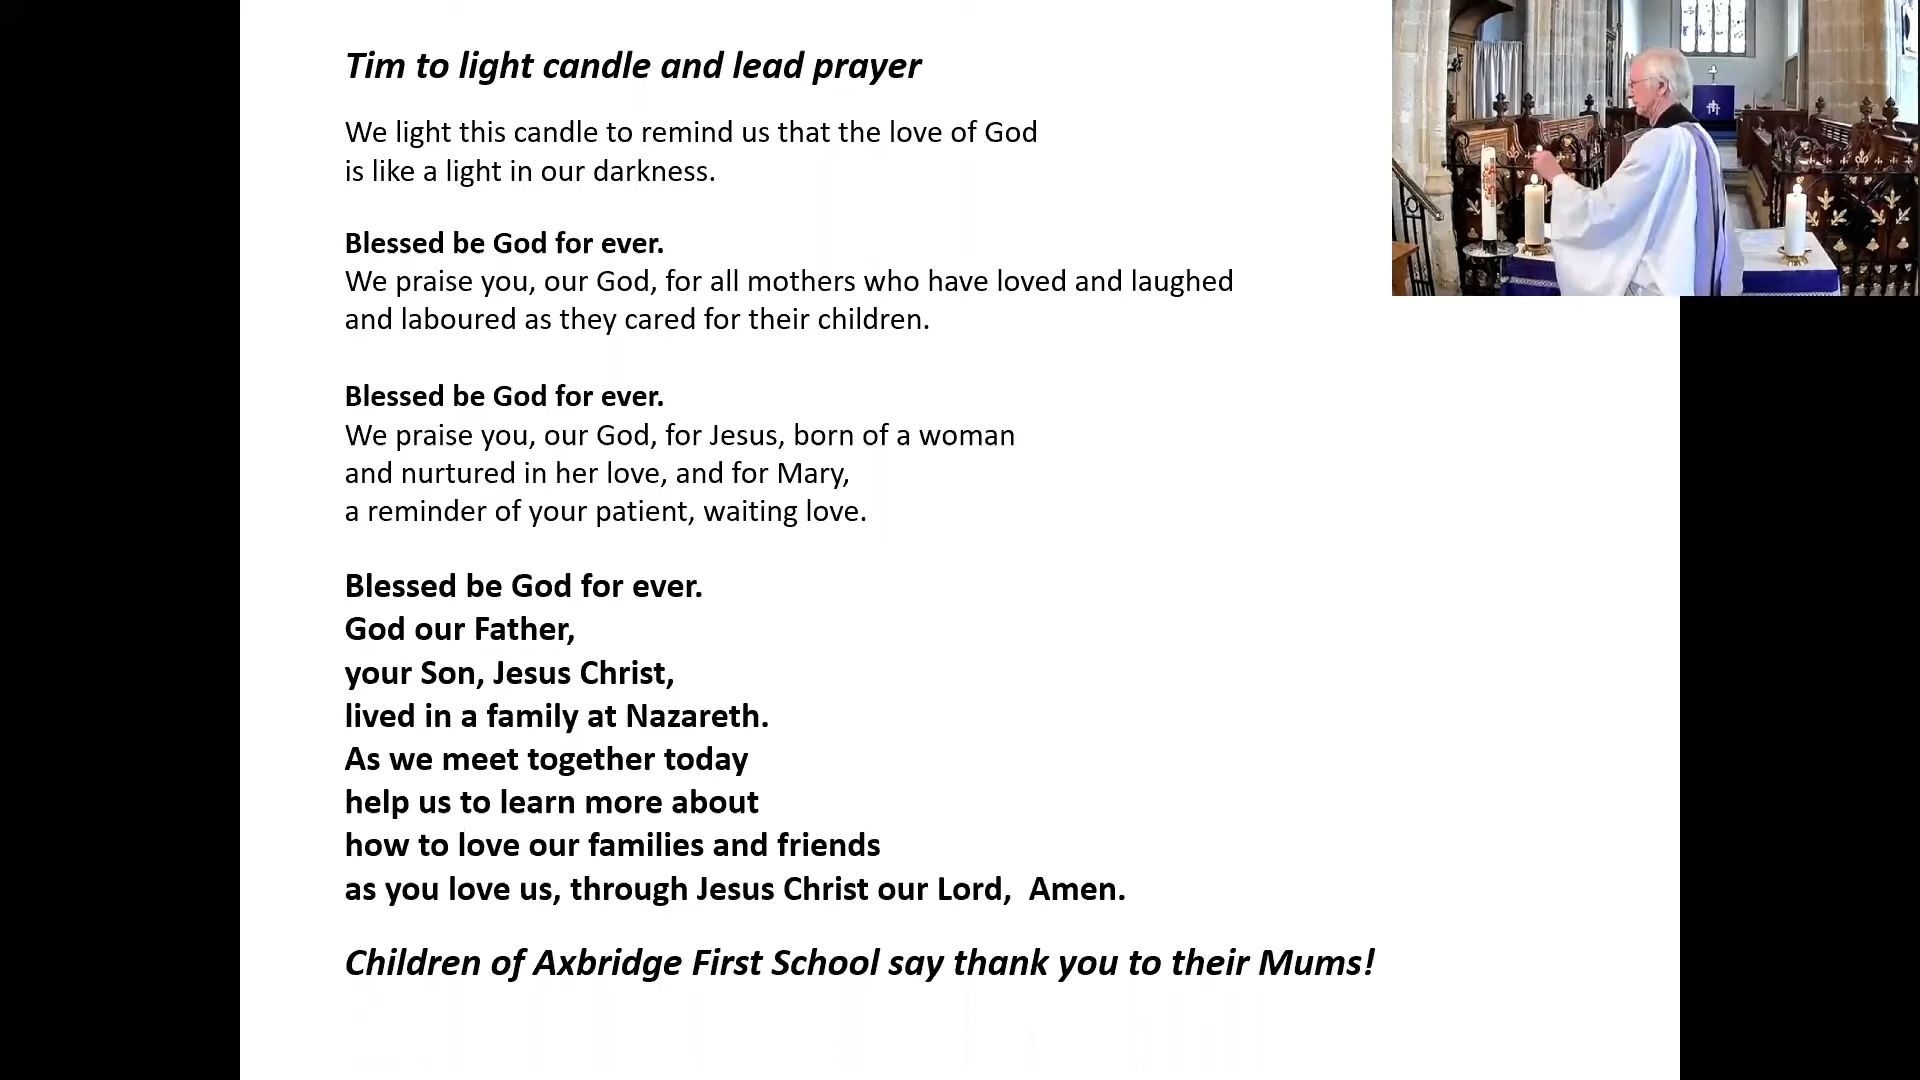 Tim to light candle and lead prayer
We light this candle to remind us that the love of God
is like a light in our darkness.
Blessed be God for ever.
We praise you, our God, for all mothers who have loved and laughed
and laboured as they cared for their children.
Blessed be God for ever.
We praise you, our God, for Jesus, born of a woman
and nurtured in her love, and for Mary,
a reminder of your patient, waiting love.
Blessed be God for ever.
God our Father,
your Son, Jesus Christ,
lived in a family at Nazareth.
As we meet together today
help us to learn more about
how to love our families and friends
as you love us, through Jesus Christ our Lord,  Amen.
Children of Axbridge First School say thank you to their Mums!